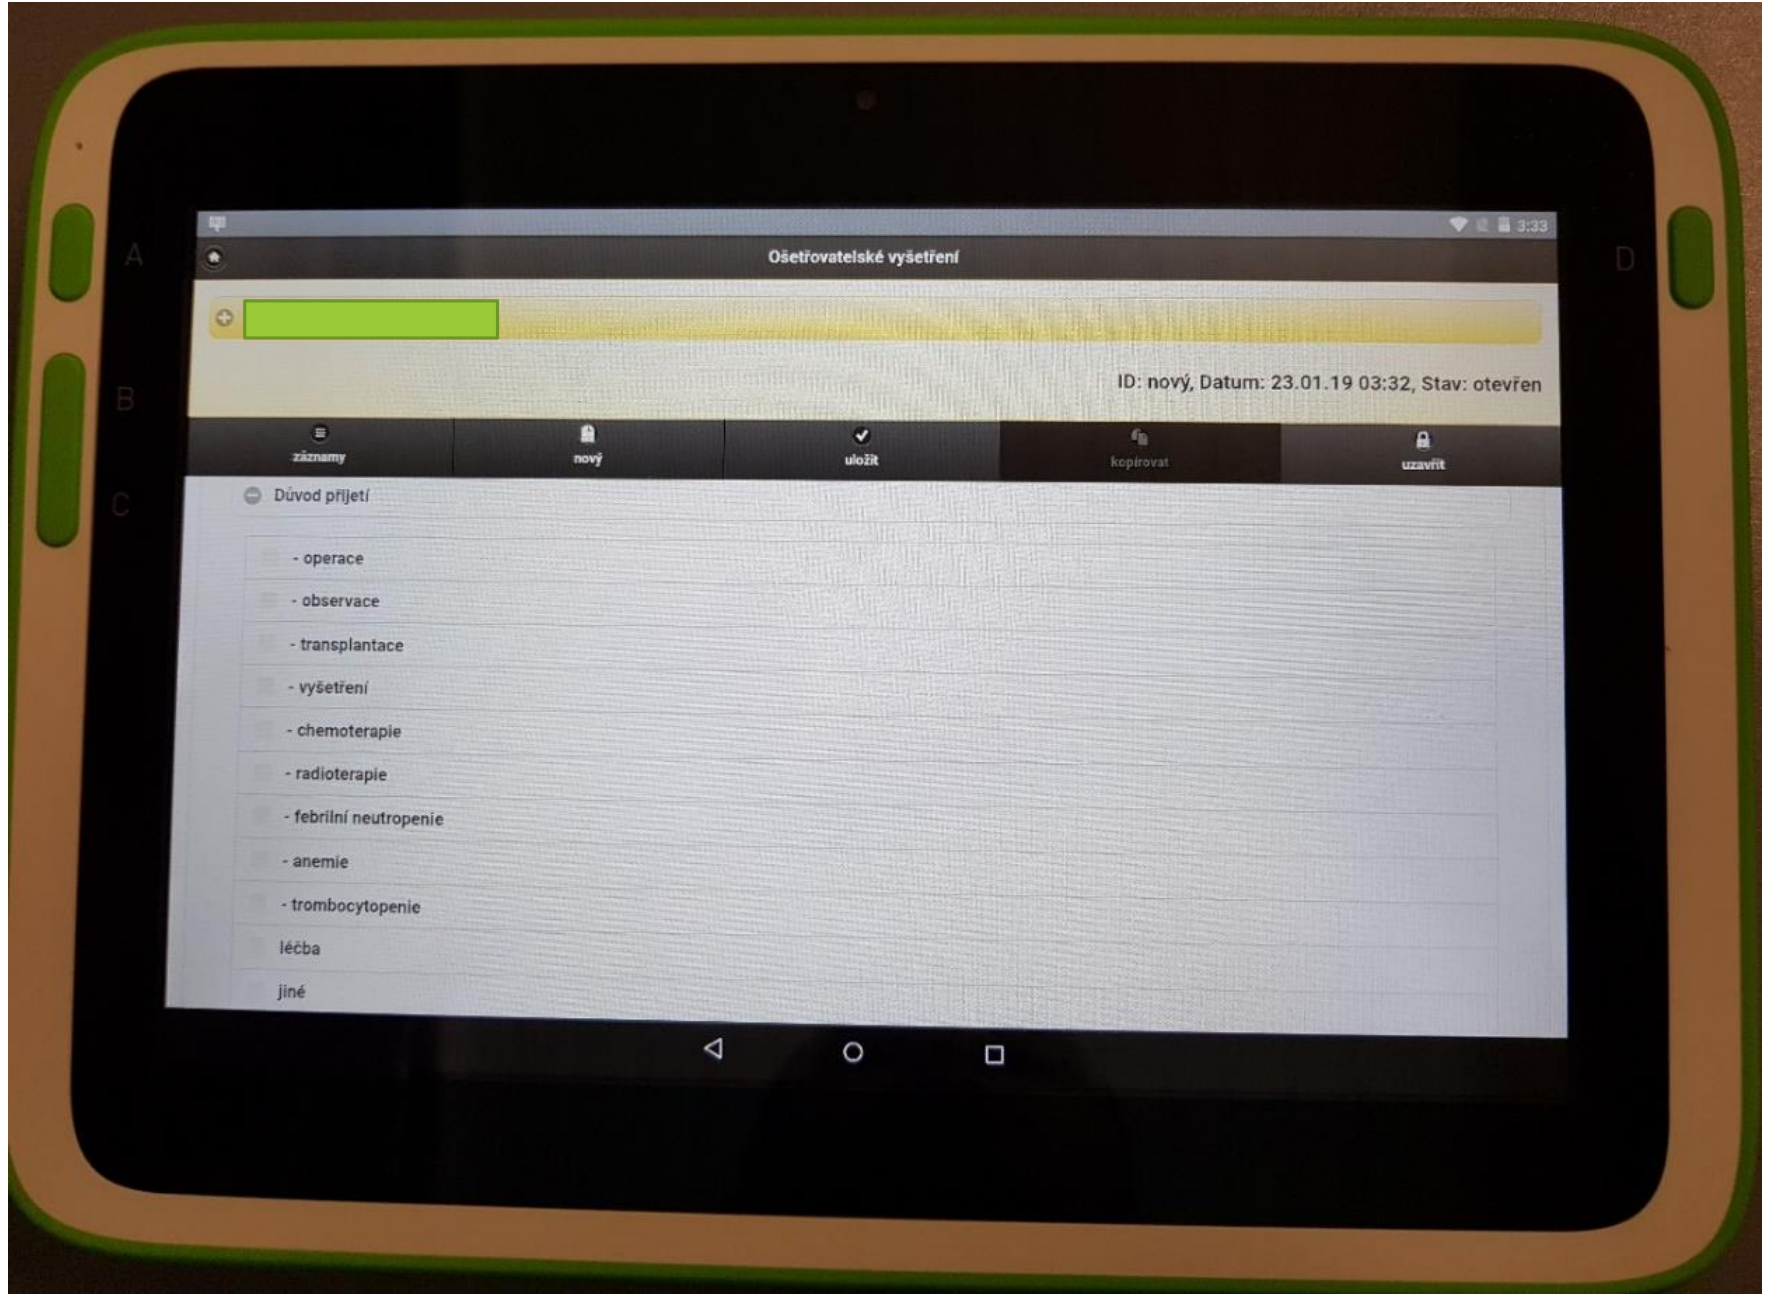 3:33
Ošetřovatelské vyšetření
ID: nový, Datum: 23.01.19 03:32, Stav: otevřen
záznamy
nový
uložit
kopírovat
uzavřít
Důvod přijetí
- operace
- observace
- transplantace
- vyšetření
- chemoterapie
- radioterapie
- febrilní neutropenie
- anemie
- trombocytopenie
léčba
jiné
A
B
C
D